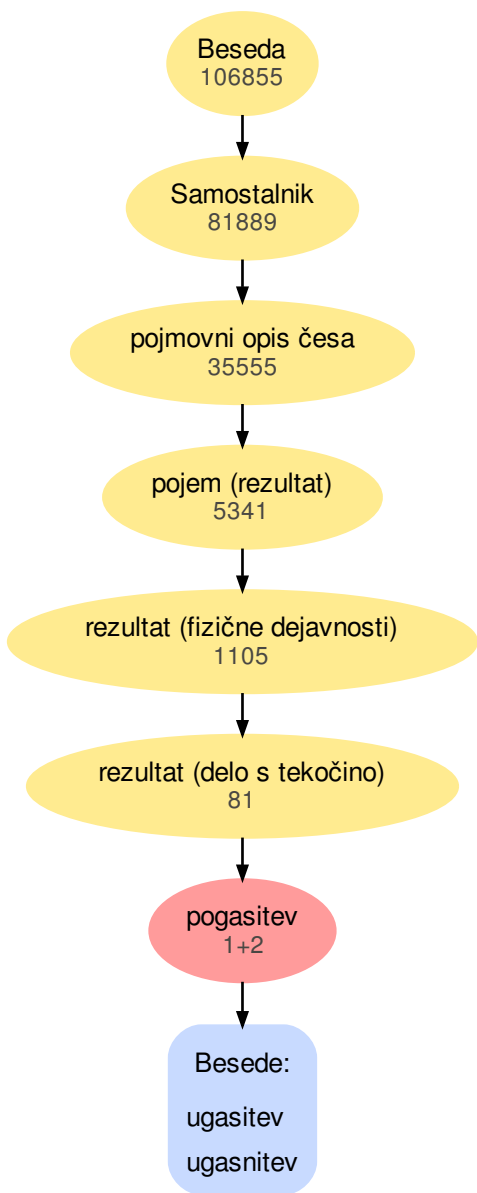 Beseda
106855
Samostalnik
81889
pojmovni opis česa
35555
pojem (rezultat)
5341
rezultat (fizične dejavnosti)
1105
rezultat (delo s tekočino)
81
pogasitev
1+2
Besede:
ugasitev
ugasnitev